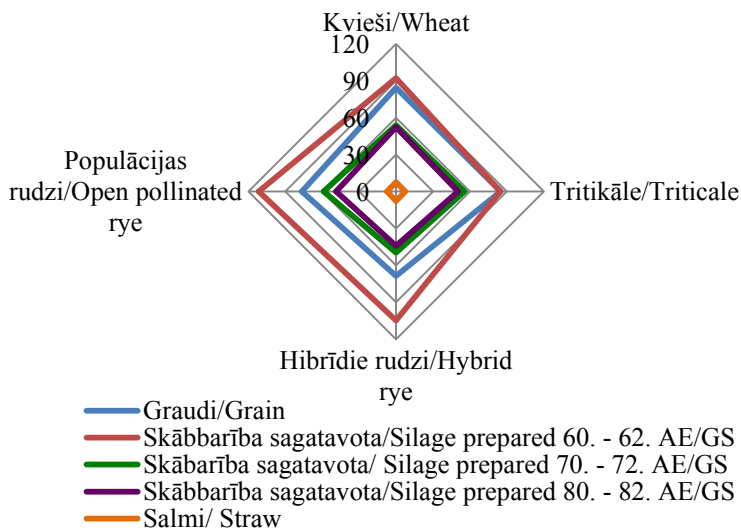 Kvieši/Wheat
120
90
60
30
0
Populācijas
rudzi/Open pollinated
rye
Tritikāle/Triticale
Hibrīdie rudzi/Hybrid
rye
Graudi/Grain
Skābbarība sagatavota/Silage prepared 60. - 62. AE/GS
Skābarība sagatavota/ Silage prepared 70. - 72. AE/GS
Skābbarība sagatavota/Silage prepared 80. - 82. AE/GS
Salmi/ Straw